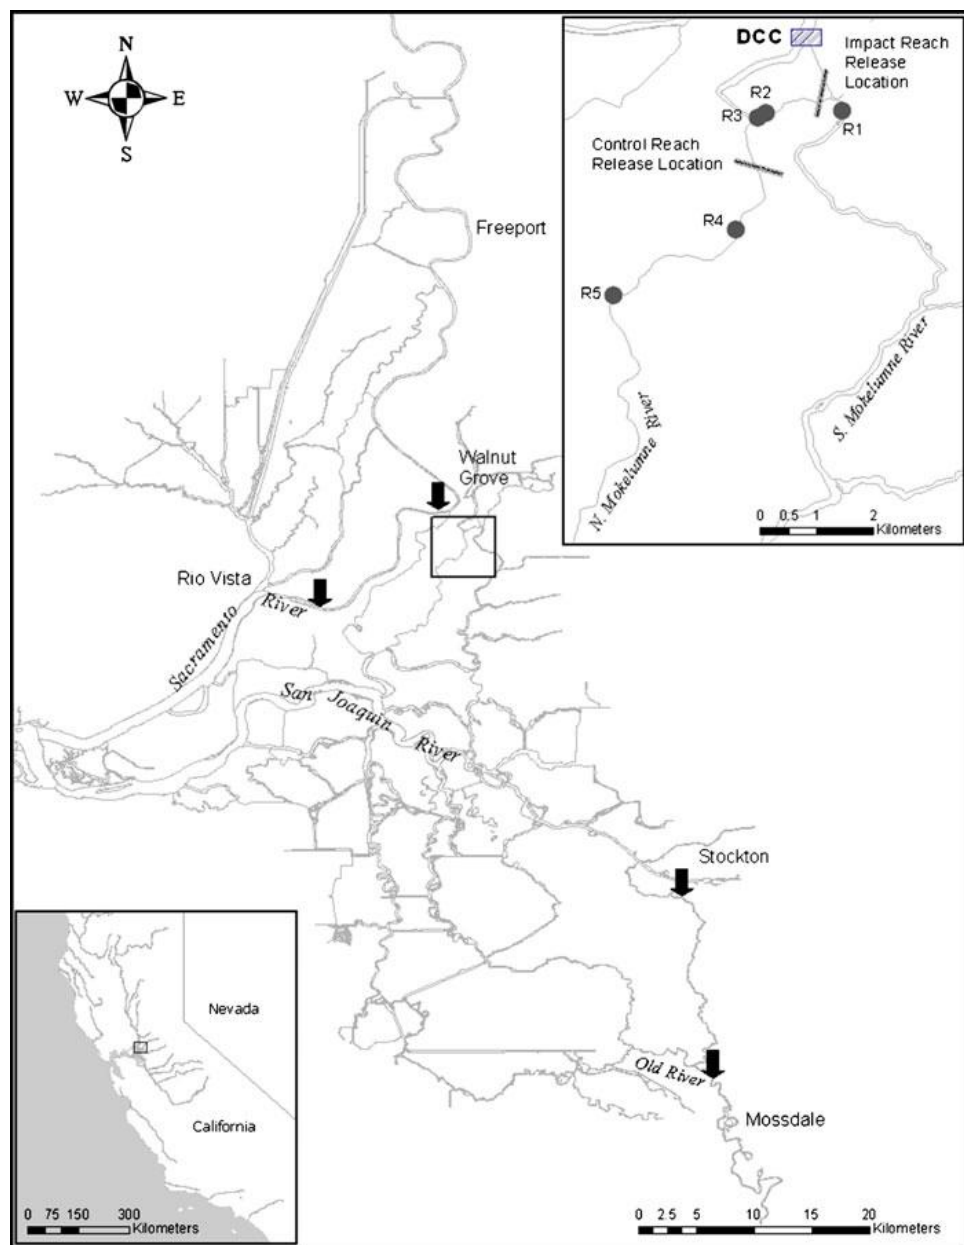 N
W E
S
DCC
Impact Reach
Release
Location
R2
R3
R1
Control Reach
Release Location
R4
R5
S. Mokelumne River
N. Mokelumne River
0 0.5 1 2
Kilometers
Freeport
Walnut
Grove
Rio Vista
River
Sacramento
San Joaquin River
Stockton
Old River
Mossdale
Nevada
California
0 75 150 300
Kilometers
0 2.5 5 10 15 20
Kilometers